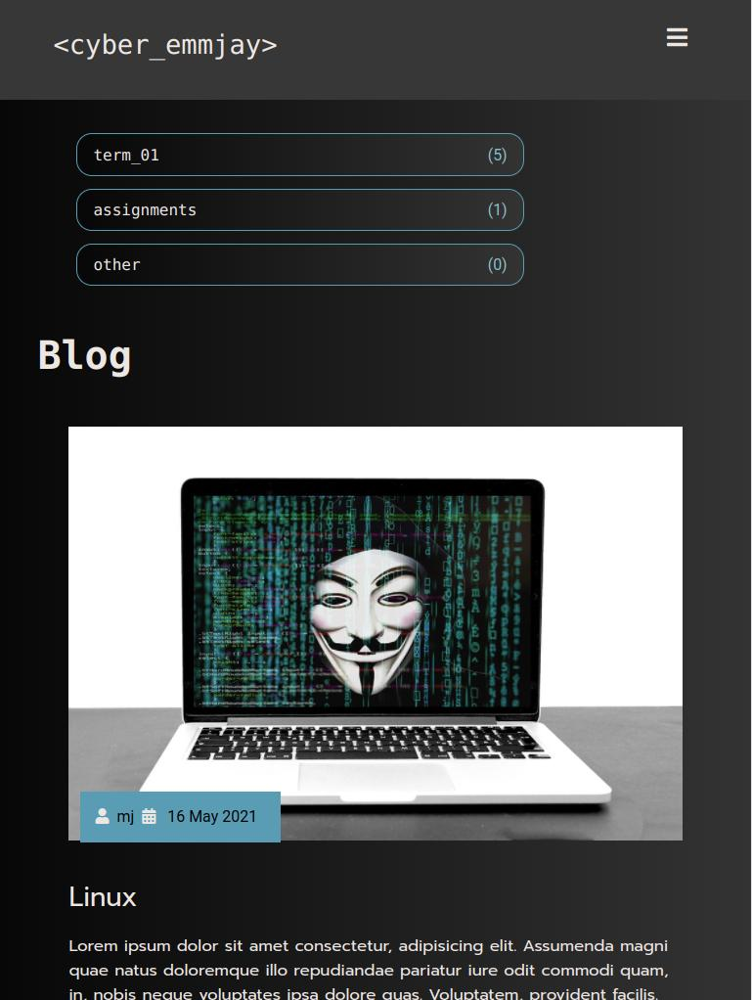 <cyber_emmjay>
term_01 (5)
assignments (1)
other (0)
Blog
mj 16 May 2021
Linux
Lorem ipsum dolor sit amet consectetur, adipisicing elit. Assumenda magni
quae natus doloremque illo repudiandae pariatur iure odit commodi quam,
in, nobis neque voluptates ipsa dolore quas. Voluptatem, provident facilis.